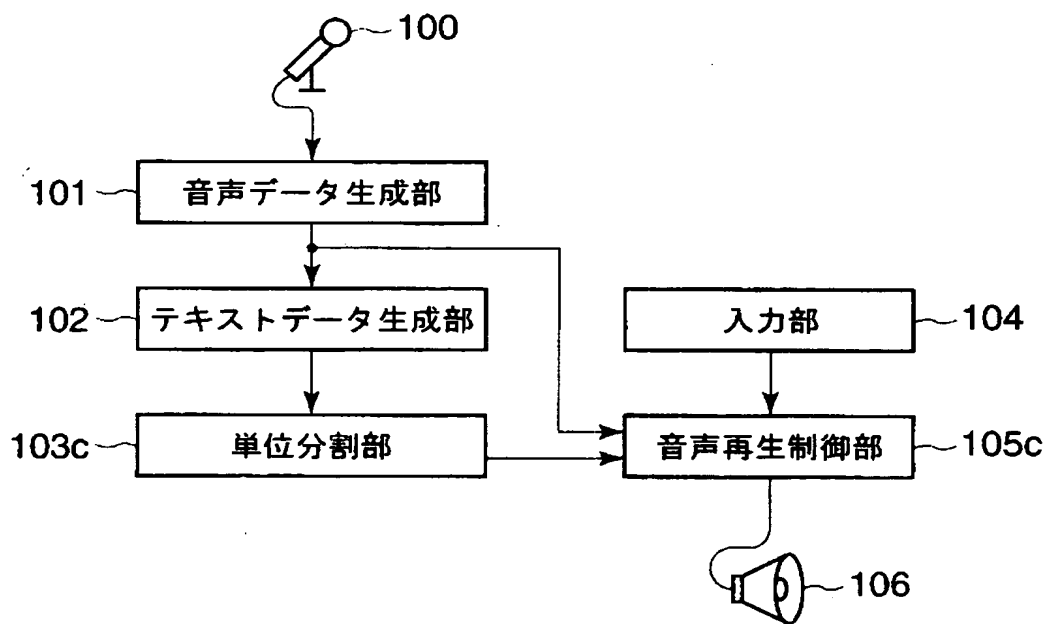 100
101 音声データ生成部
102 テキストデータ生成部
入力部 104
103c 単位分割部
音声再生制御部 105c
106